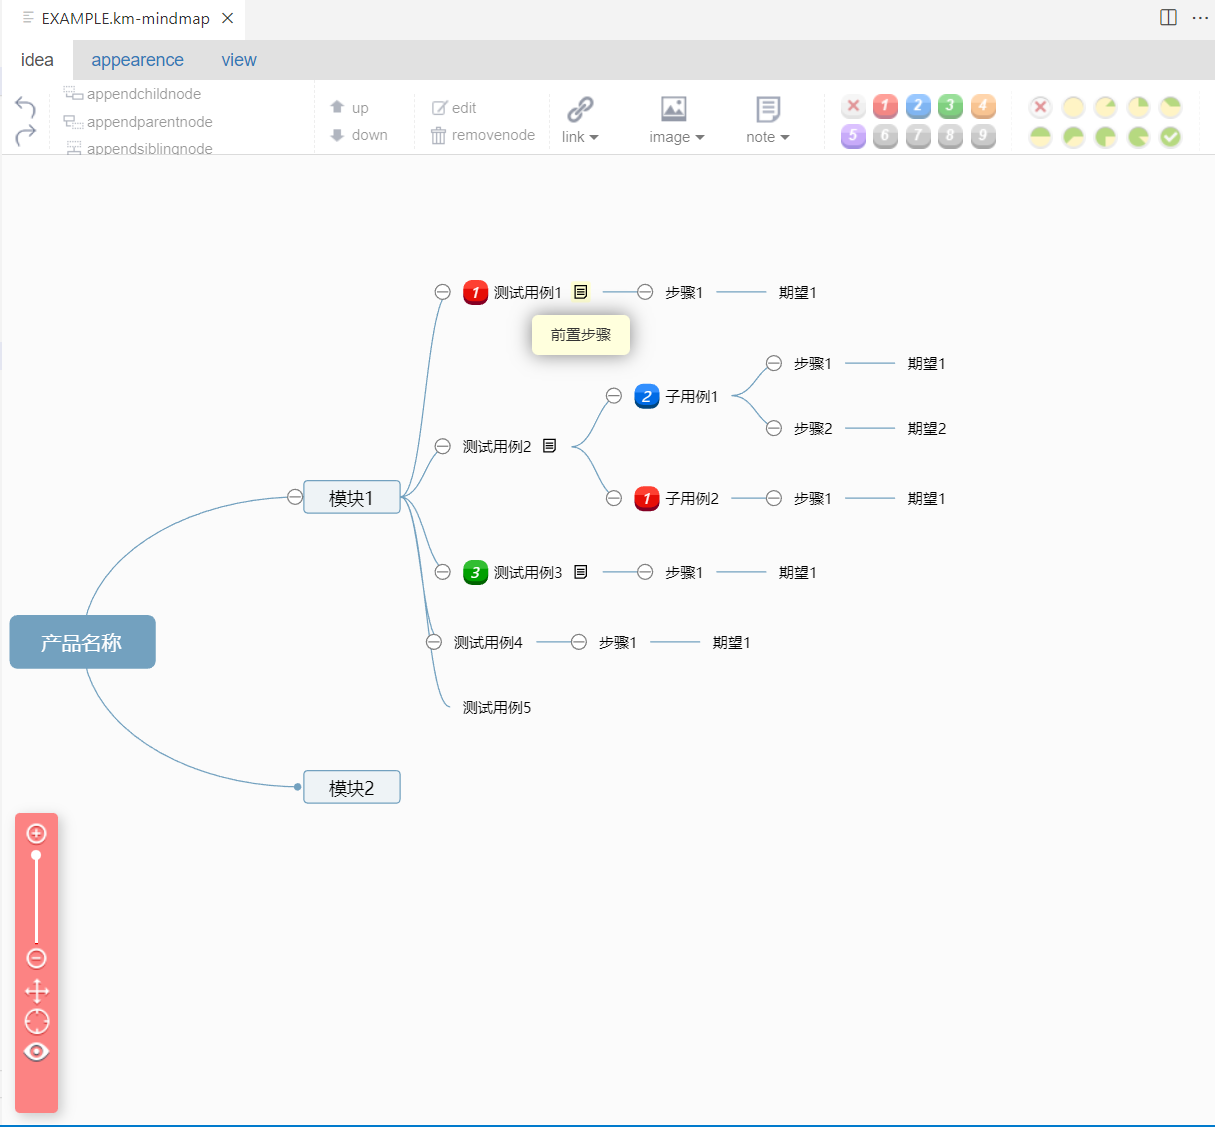 EXAMPLE.km-mindmap
idea appearence view
appendchildnode
appendparentnode
appendsiblingnode
up
down
edit
removenode
link
image
note
1 2 3 4
5 6 7 8 9
1 测试用例1 步骤1 期望1
前置步骤
步骤1 期望1
2 子用例1
步骤2 期望2
测试用例2
模块1
1 子用例2 步骤1 期望1
3 测试用例3 步骤1 期望1
产品名称
测试用例4 步骤1 期望1
测试用例5
模块2